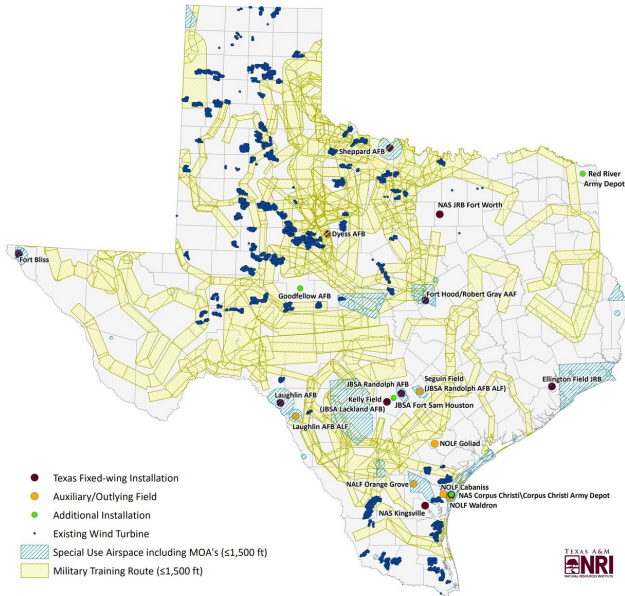 Sheppard AFB
Red River
Army Depot
NAS JRB Fort Worth
Dyess AFB
Fort Bliss
Goodfellow AFB
Fort Hood/Robert Gray AAF
JBSA Randolph AFB
Seguin Field
(JBSA Randolph AFB ALF)
Ellington Field JRB
Laughlin AFB
Kelly Field
(JBSA Lackland AFB)
JBSA Fort Sam Houston
Laughlin AFB ALF
NOLF Goliad
NALF Orange Grove
NOLF Cabaniss
NAS Corpus Christi\Corpus Christi Army Depot
NOLF Waldron
NAS Kingsville
Texas Fixed-wing Installation
Auxiliary/Outlying Field
Additional Installation
Existing Wind Turbine
Special Use Airspace including MOA's (≤1,500 ft)
Military Training Route (≤1,500 ft)
TEXAS A&M
NRI
NATURAL RESOURCES INSTITUTE